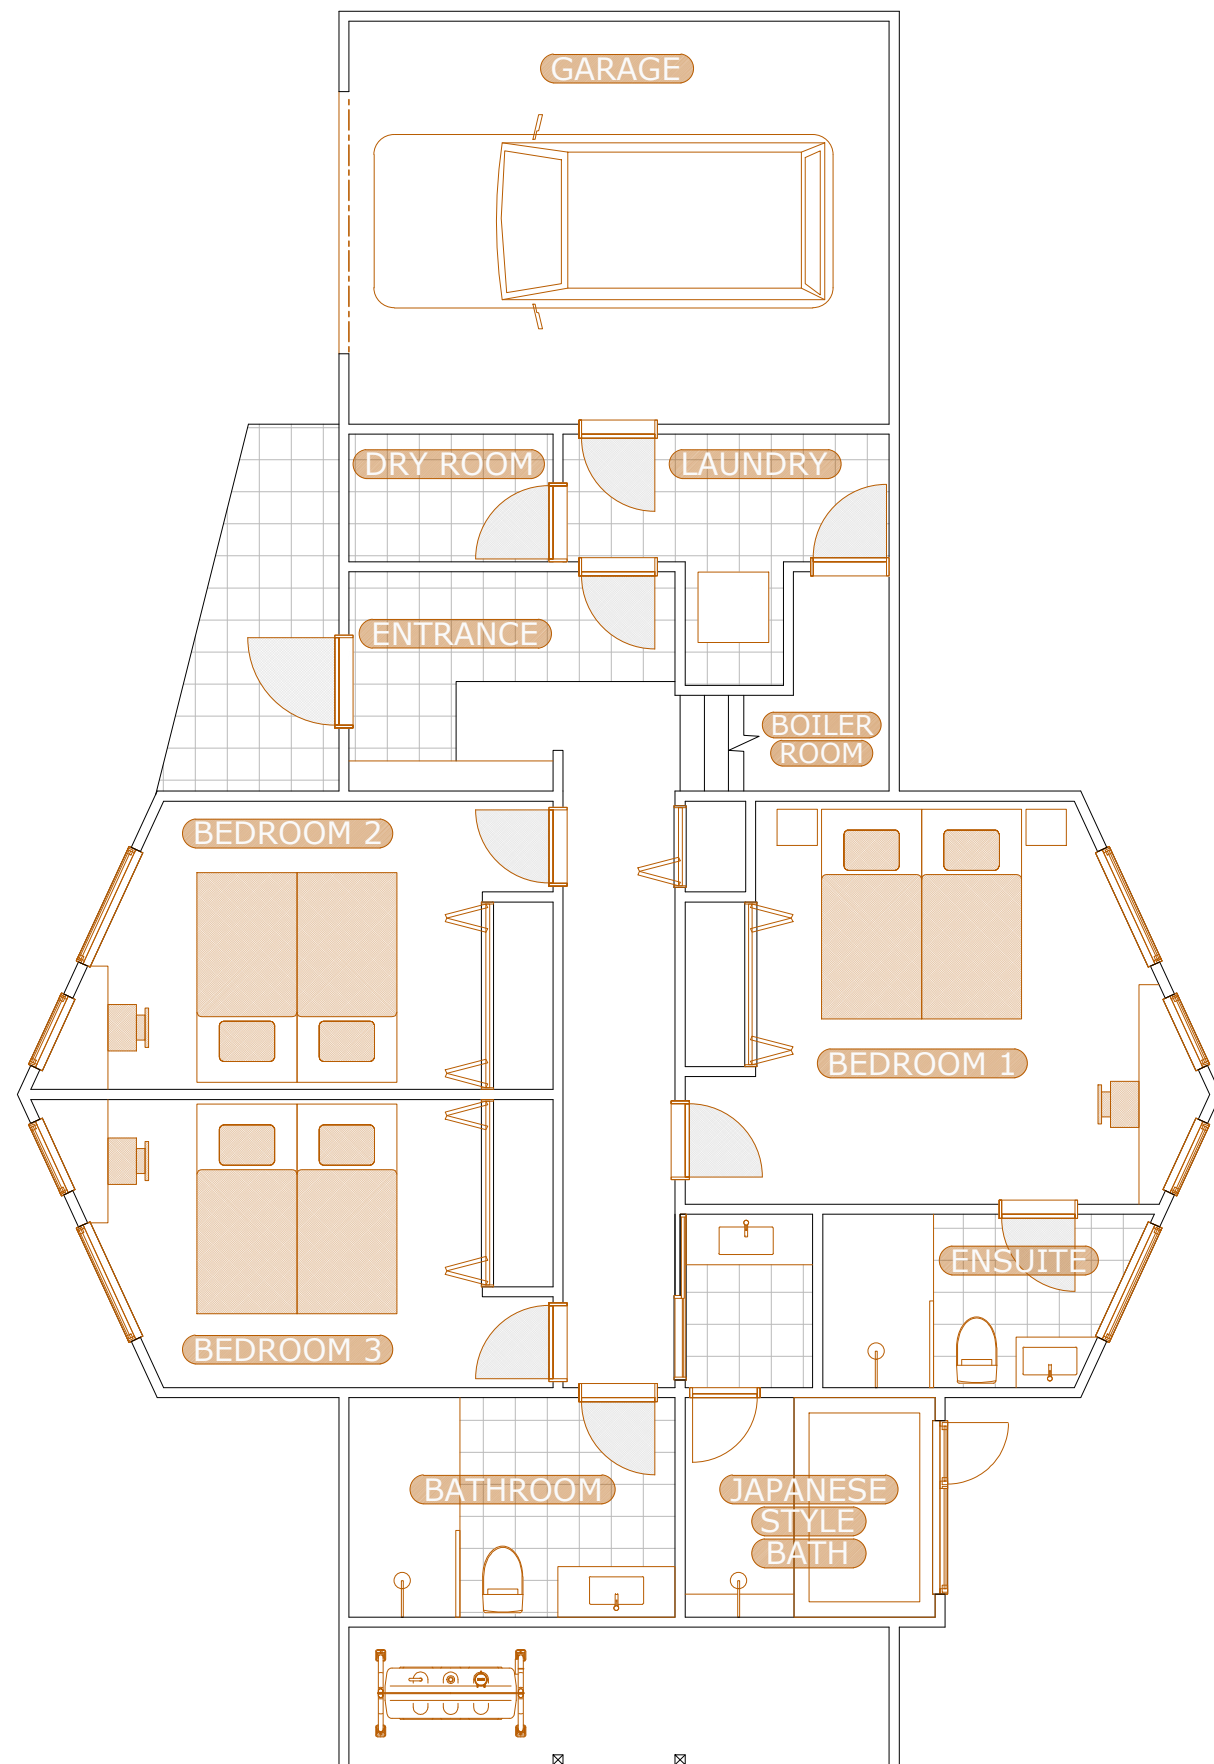 GARAGE
DRY ROOM
LAUNDRY
ENTRANCE
BOILER
ROOM
BEDROOM 2
BEDROOM 1
ENSUITE
BEDROOM 3
BATHROOM
JAPANESE
STYLE
BATH